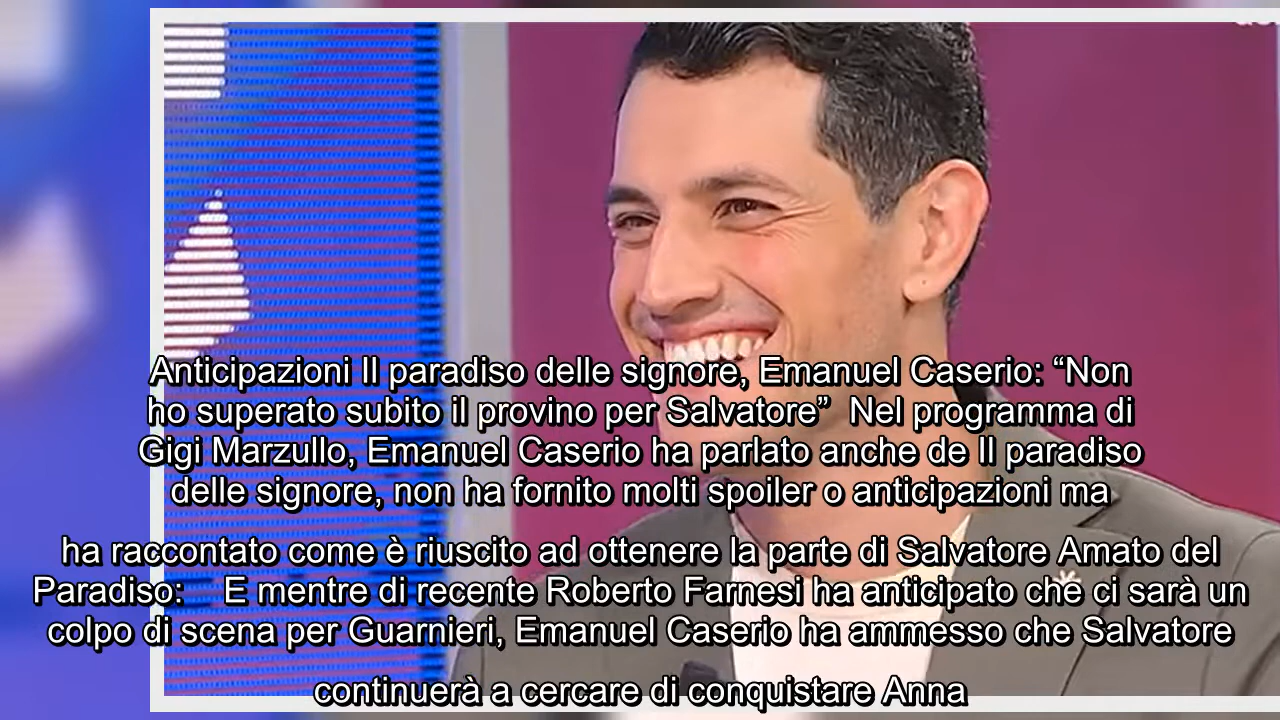 Anticipazioni Il paradiso delle signore, Emanuel Caserio: “Non
ho superato subito il provino per Salvatore”  Nel programma di
Gigi Marzullo, Emanuel Caserio ha parlato anche de Il paradiso
delle signore, non ha fornito molti spoiler o anticipazioni ma
ha raccontato come è riuscito ad ottenere la parte di Salvatore Amato del
Paradiso:    E mentre di recente Roberto Farnesi ha anticipato che ci sarà un
colpo di scena per Guarnieri, Emanuel Caserio ha ammesso che Salvatore
continuerà a cercare di conquistare Anna